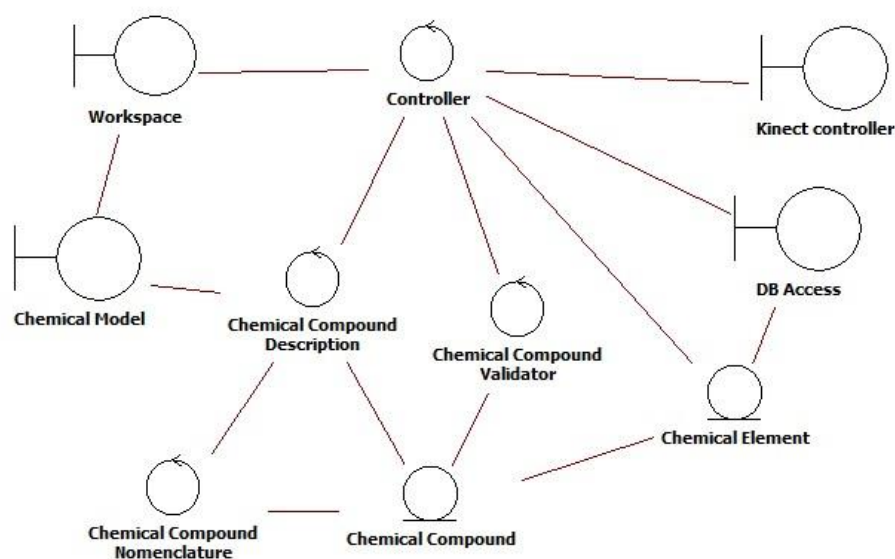 Workspace
Controller
Kinect controller
Chemical Model
Chemical Compound
Description
Chemical Compound
Validator
DB Access
Chemical Element
Chemical Compound
Nomenclature
Chemical Compound